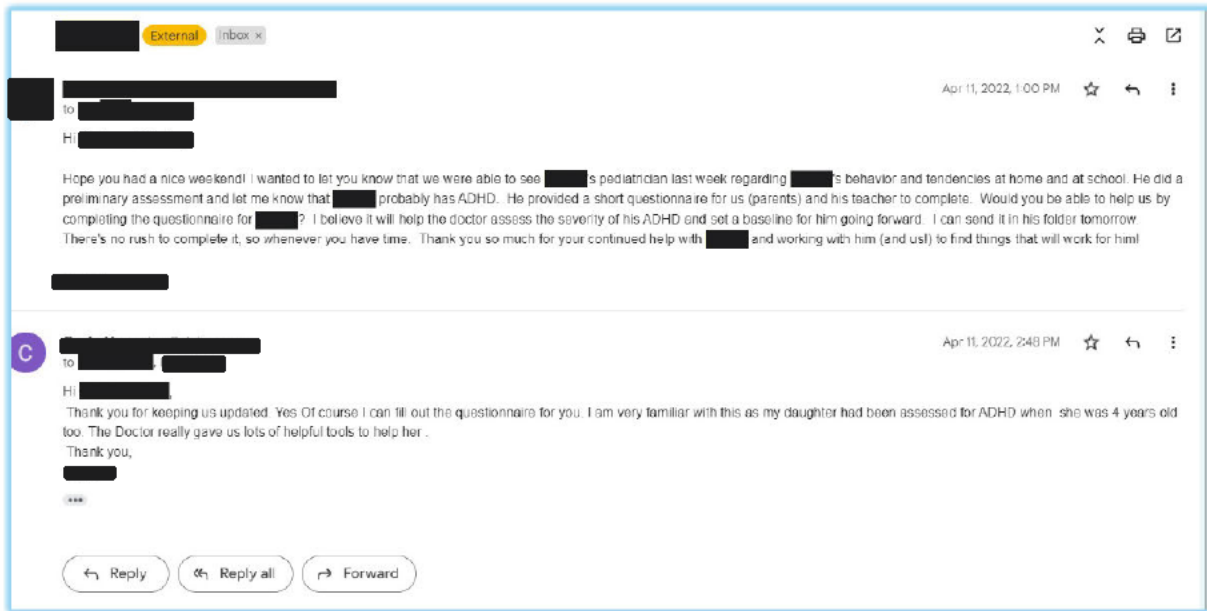 External Inbox ×
Apr 11, 2022, 1:00 PM
to
Hi
Hope you had a nice weekend! I wanted to let you know that we were able to see 's pediatrician last week regarding 's behavior and tendencies at home and at school. He did a
preliminary assessment and let me know that probably has ADHD. He provided a short questionnaire for us (parents) and his teacher to complete. Would you be able to help us by
completing the questionnaire for ? I believe it will help the doctor assess the severity of his ADHD and set a baseline for him going forward. I can send it in his folder tomorrow.
There's no rush to complete it, so whenever you have time. Thank you so much for your continued help with and working with him (and us!) to find things that will work for him!
C
Apr 11, 2022, 2:48 PM
to ,
Hi ,
Thank you for keeping us updated. Yes Of course I can fill out the questionnaire for you. I am very familiar with this as my daughter had been assessed for ADHD when she was 4 years old
too. The Doctor really gave us lots of helpful tools to help her .
Thank you,
Reply Reply all Forward